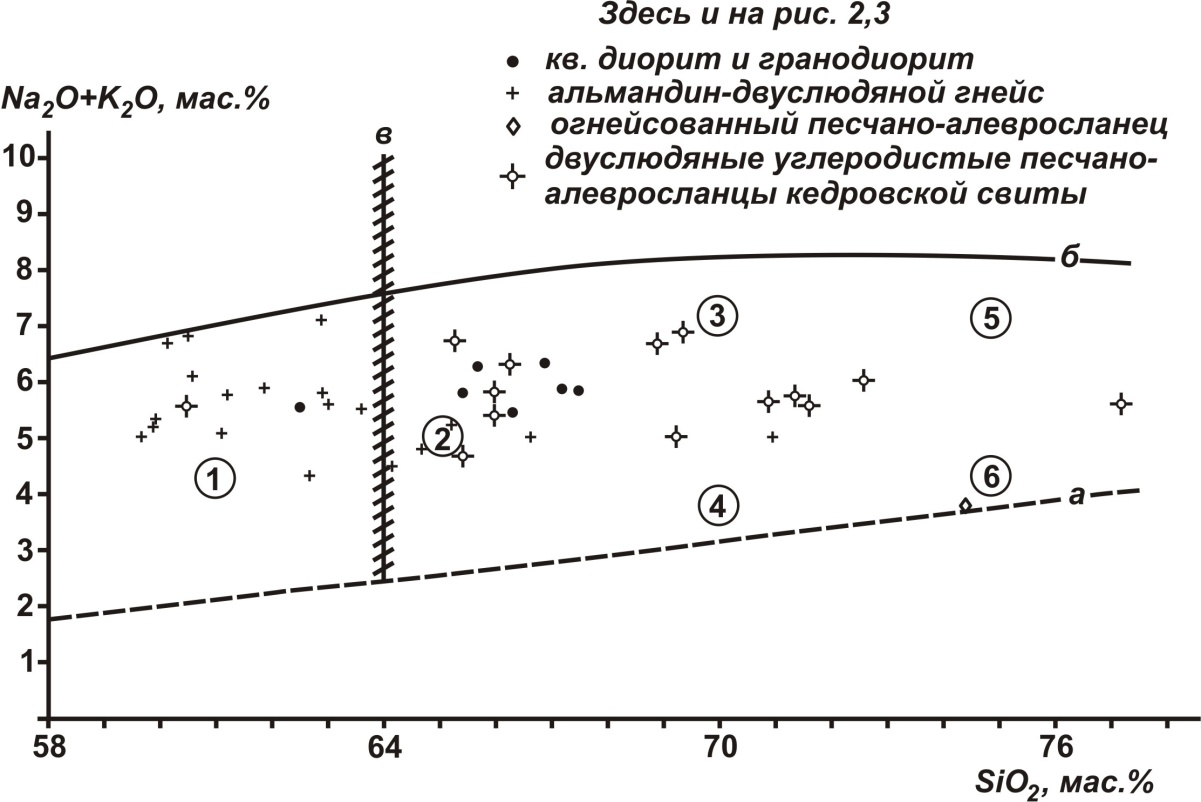 Здесь и на рис. 2,3
кв. диорит и гранодиорит
Na2O+K2O, мас.%
альмандин-двуслюдяной гнейс
огнейсованный песчано-алевросланец
двуслюдяные углеродистые песчано-
алевросланцы кедровской свиты
в
10
9
8
б
7
3
5
6
5
2
1
6
4
4
а
3
2
1
58
64
70
76
SiO2, мас.%